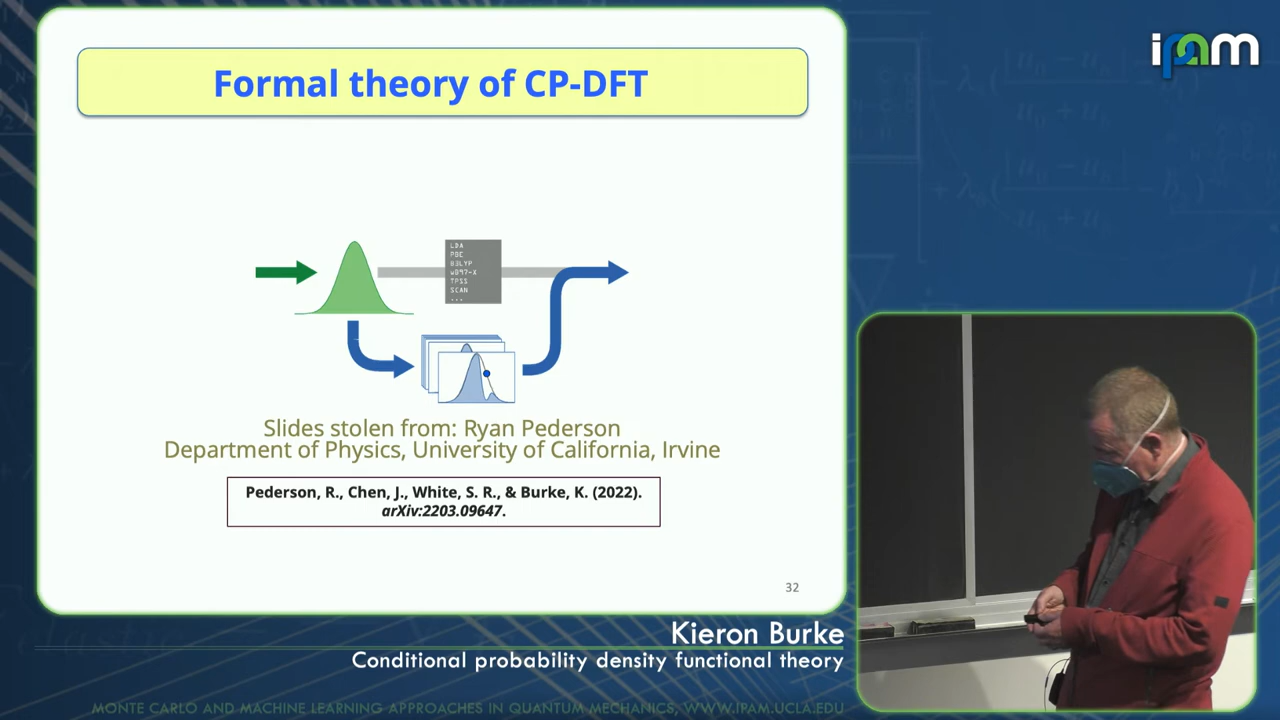 Formal theory of CP-DFT
LDA
PBE
B3LYP
ωB97-X
TPSS
SCAN
...
Slides stolen from: Ryan Pederson
Department of Physics, University of California, Irvine
Pederson, R., Chen, J., White, S. R., & Burke, K. (2022).
arXiv:2203.09647.
32
ipam
Kieron Burke
Conditional probability density functional theory
MONTE CARLO AND MACHINE LEARNING APPROACHES IN QUANTUM MECHANICS, WWW.IPAM.UCLA.EDU